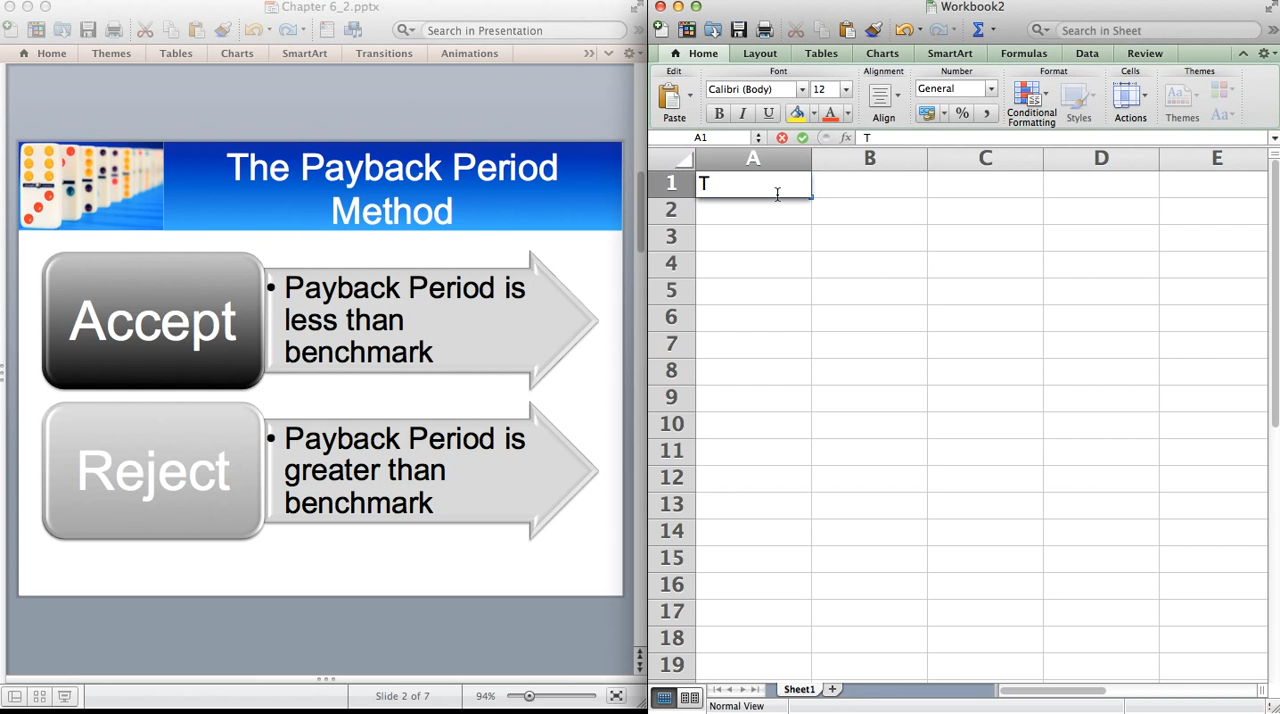 Chapter 6_2.pptx
Search in Presentation
Home Themes Tables Charts SmartArt Transitions Animations »
The Payback Period
Method
Accept
• Payback Period is
less than
benchmark
Reject
• Payback Period is
greater than
benchmark
Slide 2 of 7 94%
Workbook2
Search in Sheet
Home Layout Tables Charts SmartArt Formulas Data Review
Edit Font Alignment Number Format Cells Themes
Calibri (Body) 12 General
Paste B I U A Align % , Conditional
Formatting Styles Actions Themes Aa
A1 fx T
A B C D E
1 T
2
3
4
5
6
7
8
9
10
11
12
13
14
15
16
17
18
19
Sheet1
Normal View